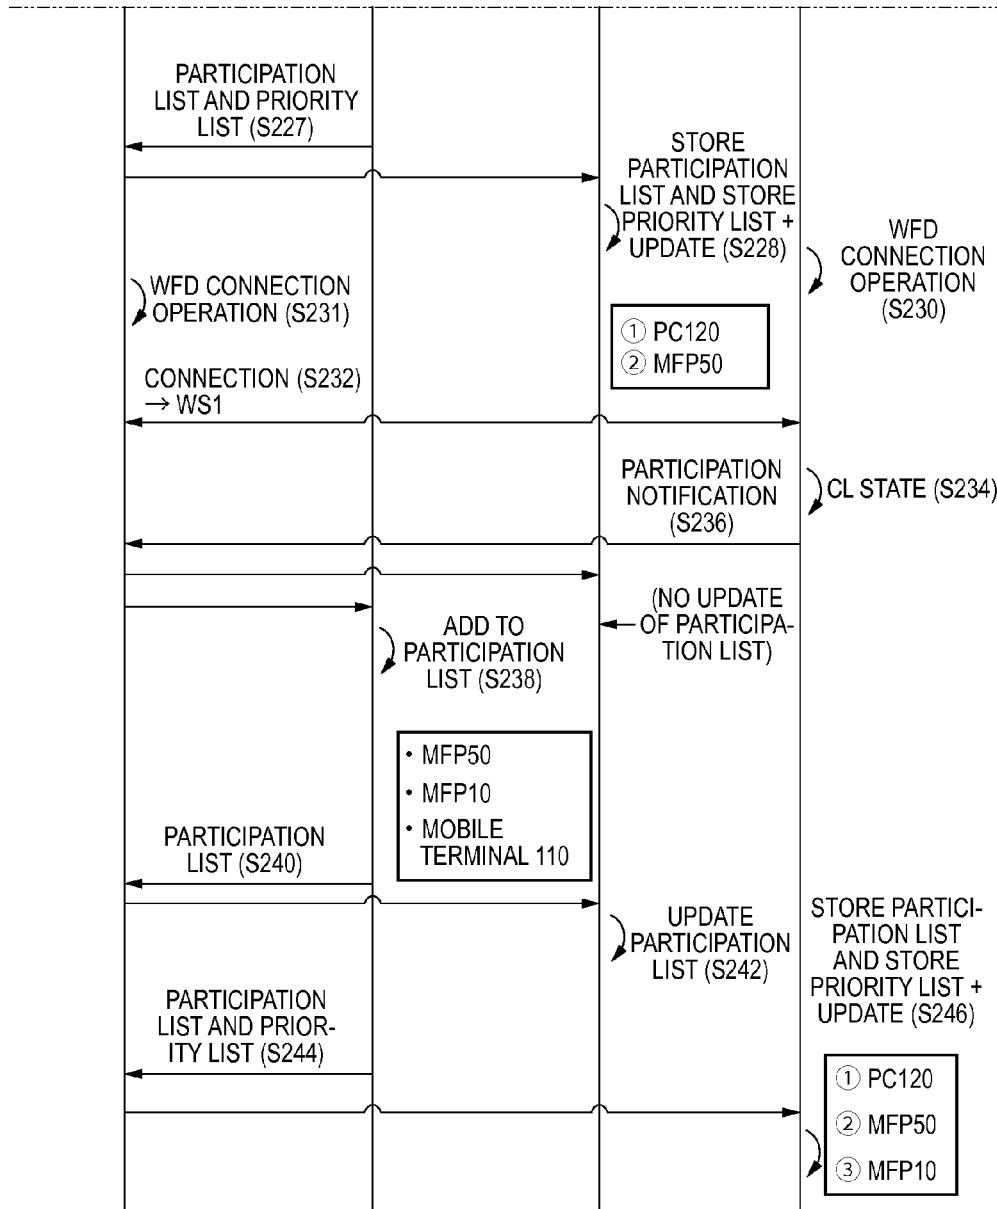 PARTICIPATION
LIST AND PRIORITY
LIST (S227)
STORE
PARTICIPATION
LIST AND STORE
PRIORITY LIST +
UPDATE (S228)
WFD
CONNECTION
OPERATION
(S230)
WFD CONNECTION
OPERATION (S231)
① PC120
② MFP50
CONNECTION (S232)
→ WS1
PARTICIPATION
NOTIFICATION
(S236)
CL STATE (S234)
(NO UPDATE
OF PARTICIPA-
TION LIST)
ADD TO
PARTICIPATION
LIST (S238)
• MFP50
• MFP10
• MOBILE
TERMINAL 110
PARTICIPATION
LIST (S240)
UPDATE
PARTICIPATION
LIST (S242)
STORE PARTICI-
PATION LIST
AND STORE
PRIORITY LIST +
UPDATE (S246)
PARTICIPATION
LIST AND PRIOR-
ITY LIST (S244)
① PC120
② MFP50
③ MFP10